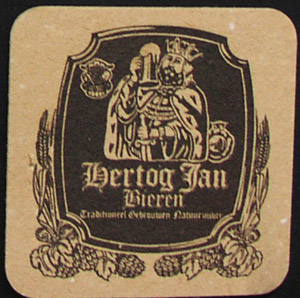 Hertog Jan
Bieren
Traditioneel Gebrouwen Natuurzuiver